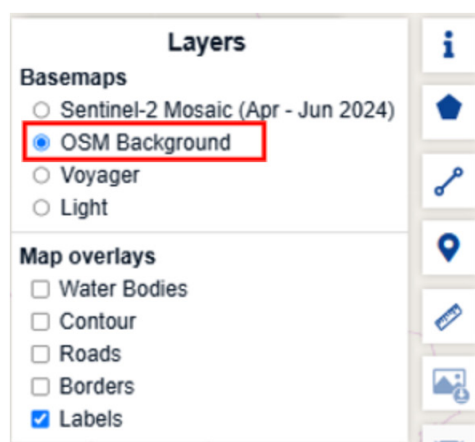 Layers
Basemaps
Sentinel-2 Mosaic (Apr - Jun 2024)
OSM Background
Voyager
Light
Map overlays
Water Bodies
Contour
Roads
Borders
Labels